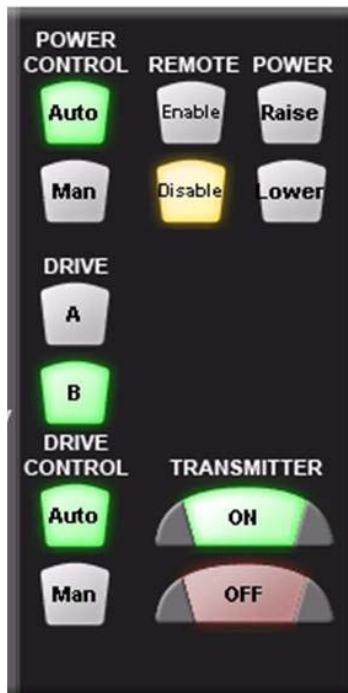 POWER
CONTROL REMOTE POWER
Auto Enable Raise
Man Disable Lower
DRIVE
A
B
DRIVE
CONTROL TRANSMITTER
Auto ON
Man OFF